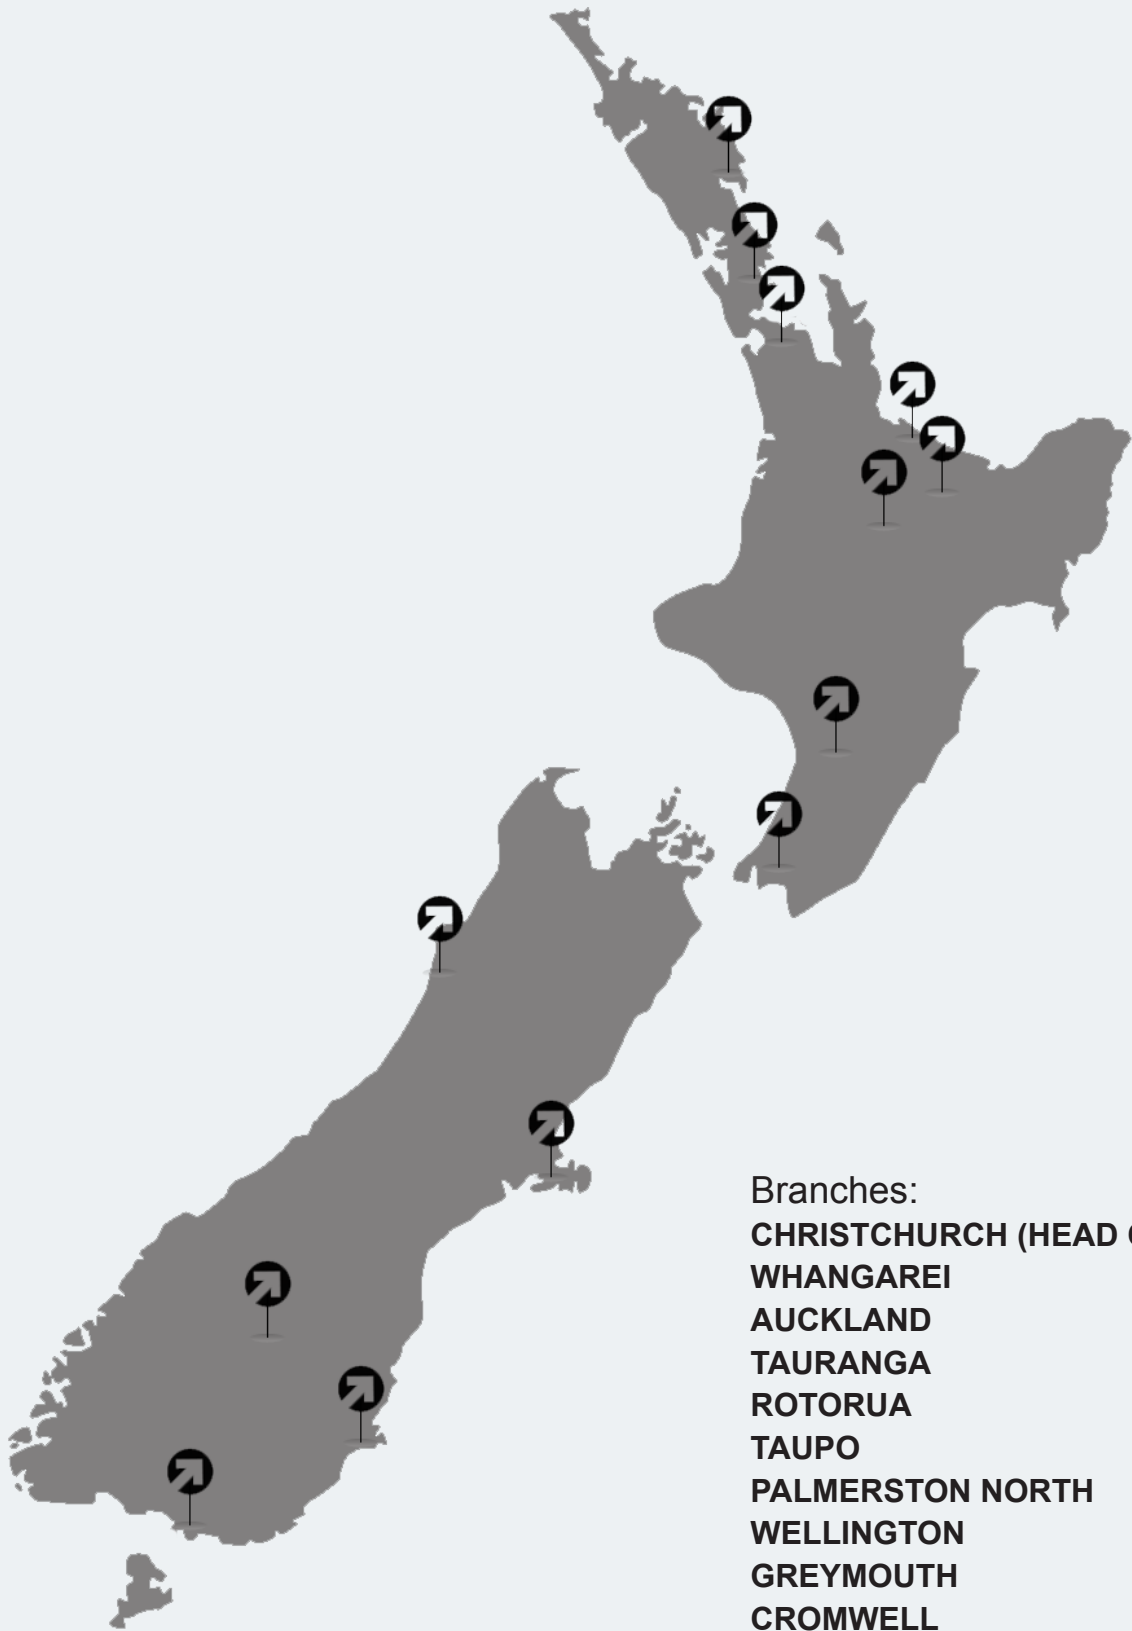 Branches:
CHRISTCHURCH (HEAD
WHANGAREI
AUCKLAND
TAURANGA
ROTORUA
TAUPO
PALMERSTON NORTH
WELLINGTON
GREYMOUTH
CROMWELL